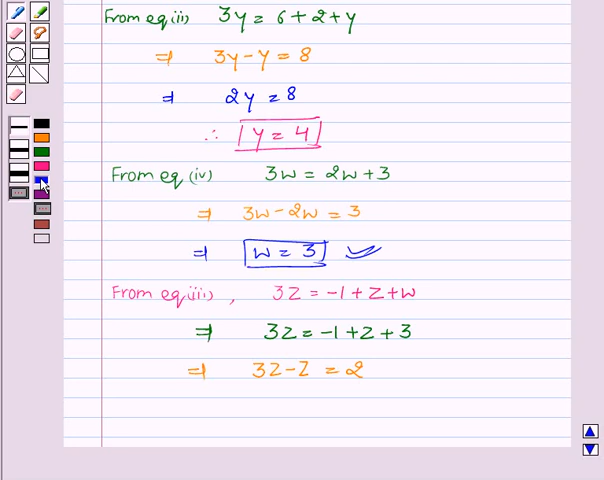 From eq(ii) 3y = 6 + 2 + y
⇒ 3y - y = 8
⇒ 2y = 8
∴ y = 4
From eq (iv) 3w = 2w + 3
⇒ 3w - 2w = 3
⇒ w = 3
From eq(iii), 3z = -1 + z + w
⇒ 3z = -1 + z + 3
⇒ 3z - z = 2